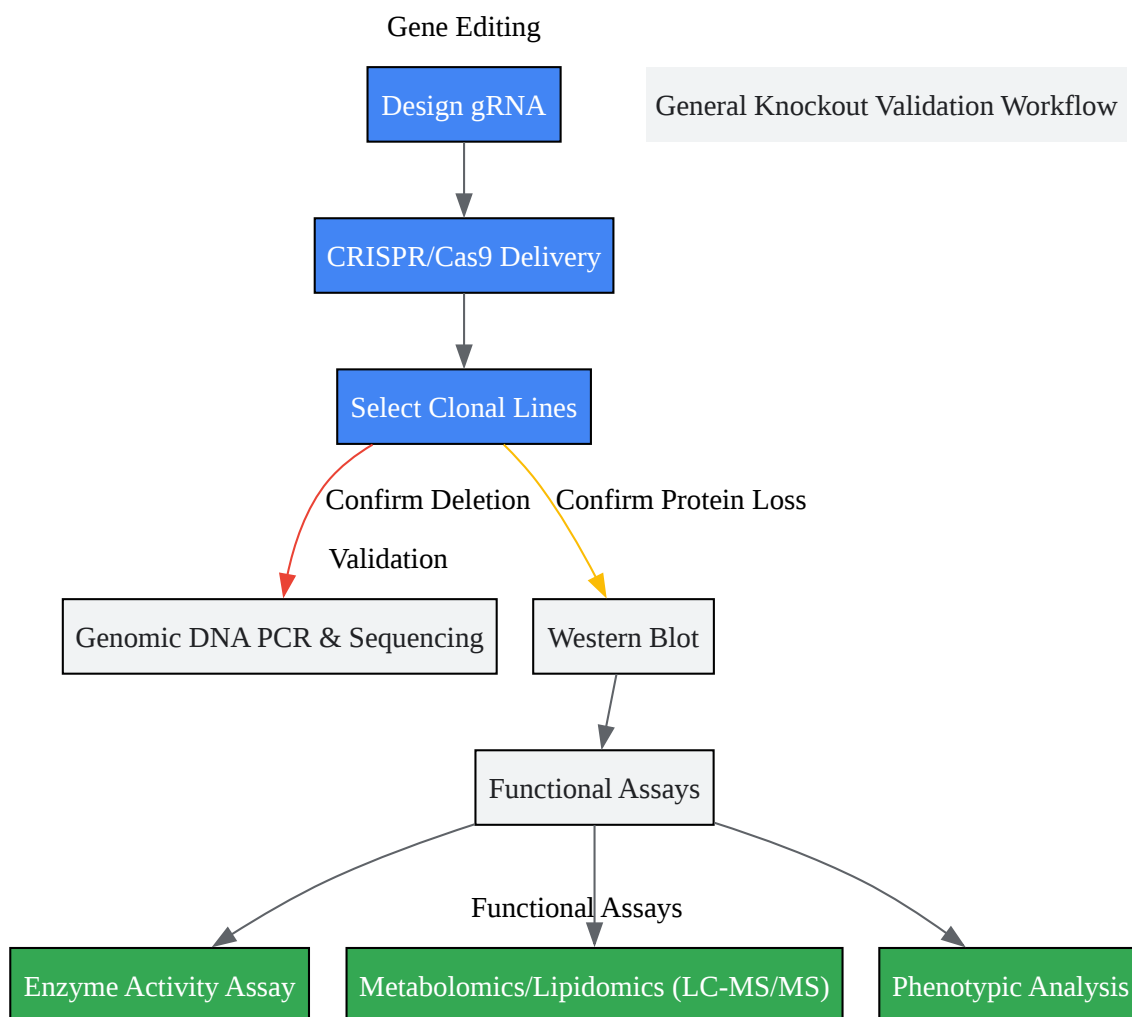 Gene Editing
Design gRNA
General Knockout Validation Workflow
CRISPR/Cas9 Delivery
Select Clonal Lines
Confirm Deletion
Confirm Protein Loss
Validation
Genomic DNA PCR & Sequencing
Western Blot
Functional Assays
Functional Assays
Enzyme Activity Assay
Metabolomics/Lipidomics (LC-MS/MS)
Phenotypic Analysis